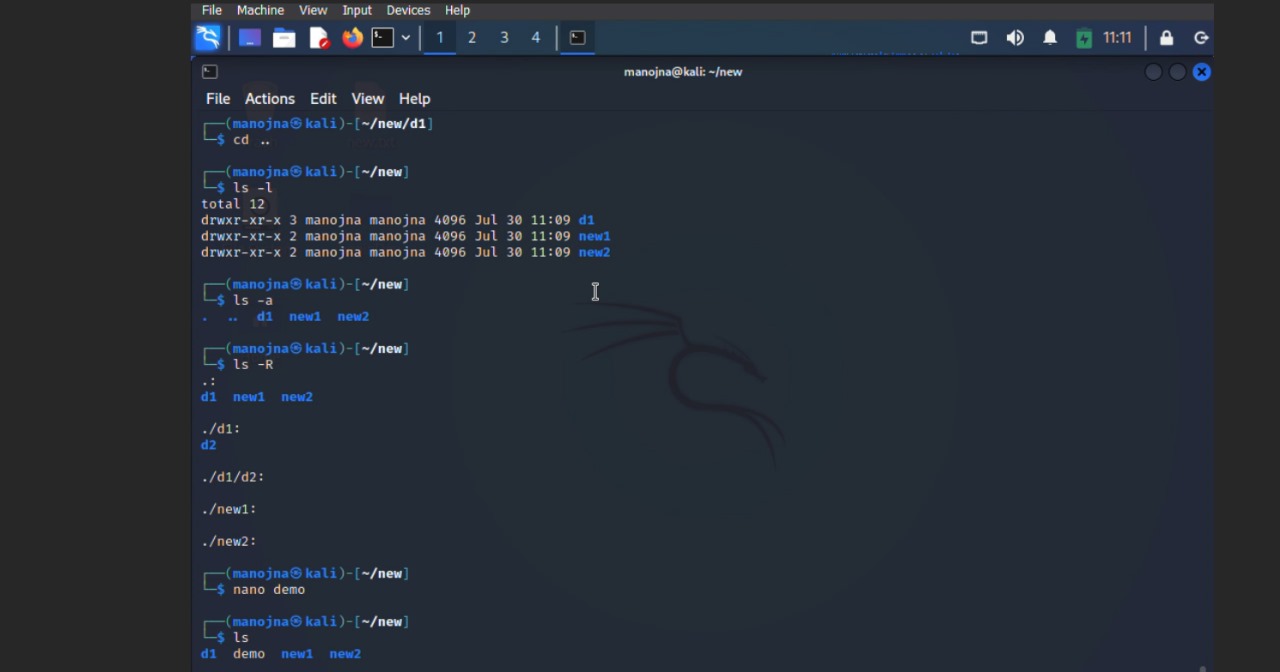 File Machine View Input Devices Help
1 2 3 4 11:11
manojna@kali: ~/new
File Actions Edit View Help
┌──(manojna㉿kali)-[~/new/d1]
└─$ cd ..
┌──(manojna㉿kali)-[~/new]
└─$ ls -l
total 12
drwxr-xr-x 3 manojna manojna 4096 Jul 30 11:09 d1
drwxr-xr-x 2 manojna manojna 4096 Jul 30 11:09 new1
drwxr-xr-x 2 manojna manojna 4096 Jul 30 11:09 new2
┌──(manojna㉿kali)-[~/new]
└─$ ls -a
. .. d1 new1 new2
┌──(manojna㉿kali)-[~/new]
└─$ ls -R
.:
d1 new1 new2
./d1:
d2
./d1/d2:
./new1:
./new2:
┌──(manojna㉿kali)-[~/new]
└─$ nano demo
┌──(manojna㉿kali)-[~/new]
└─$ ls
d1 demo new1 new2